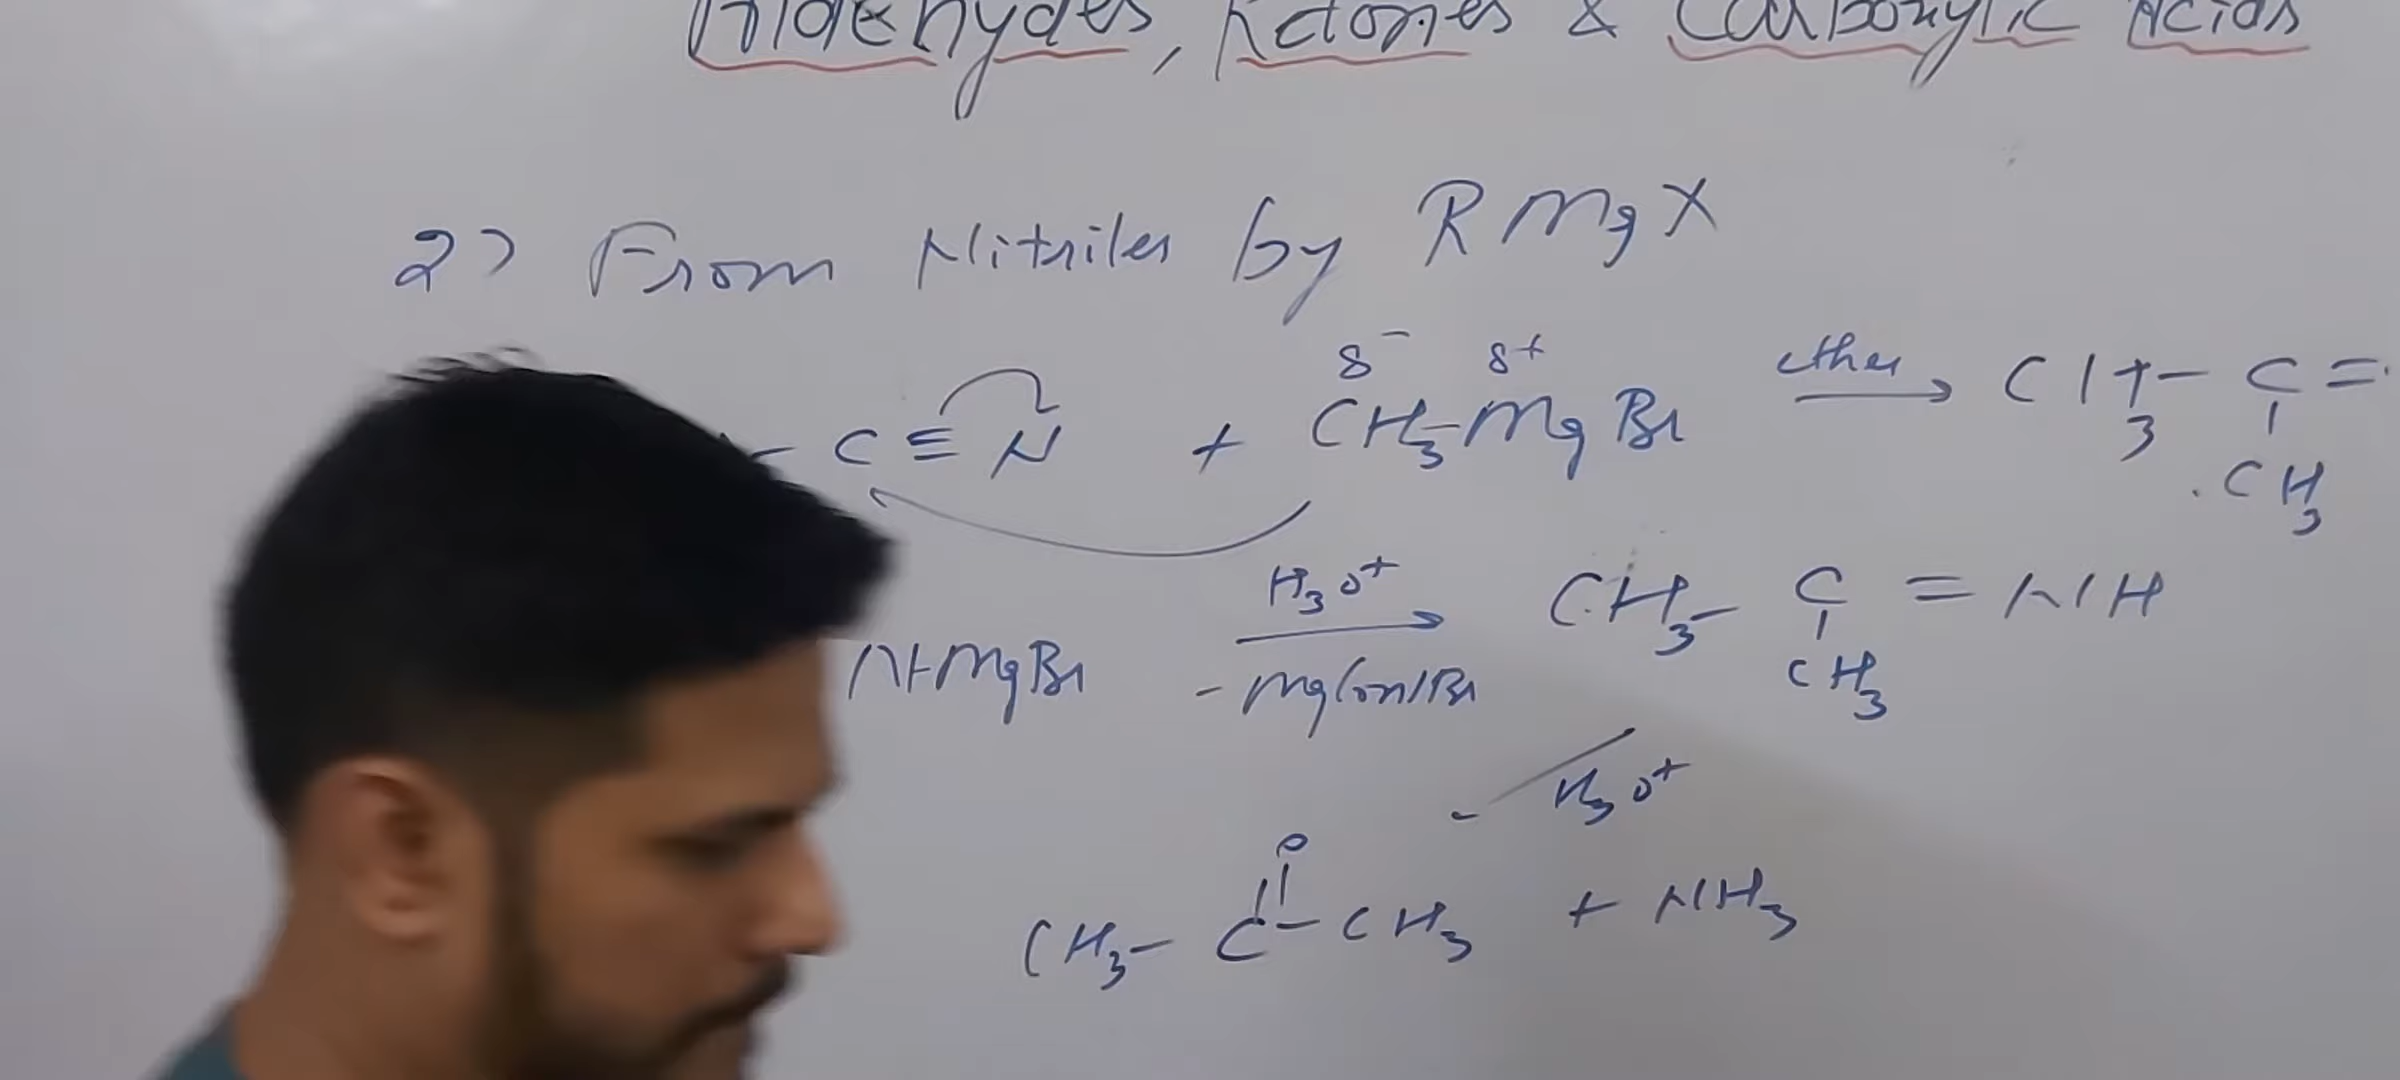 Aldehydes, Ketones & Carboxylic Acids
2) From Nitriles by RMgX
δ⁻ δ⁺
- C ≡ N + CH₃-MgBr ether → CH₃ - C =
CH₃
H₃O⁺
N-MgBr → CH₃ - C = NH
- Mg(OH)Br
CH₃
H₃O⁺
O
CH₃ - C - CH₃ + NH₃